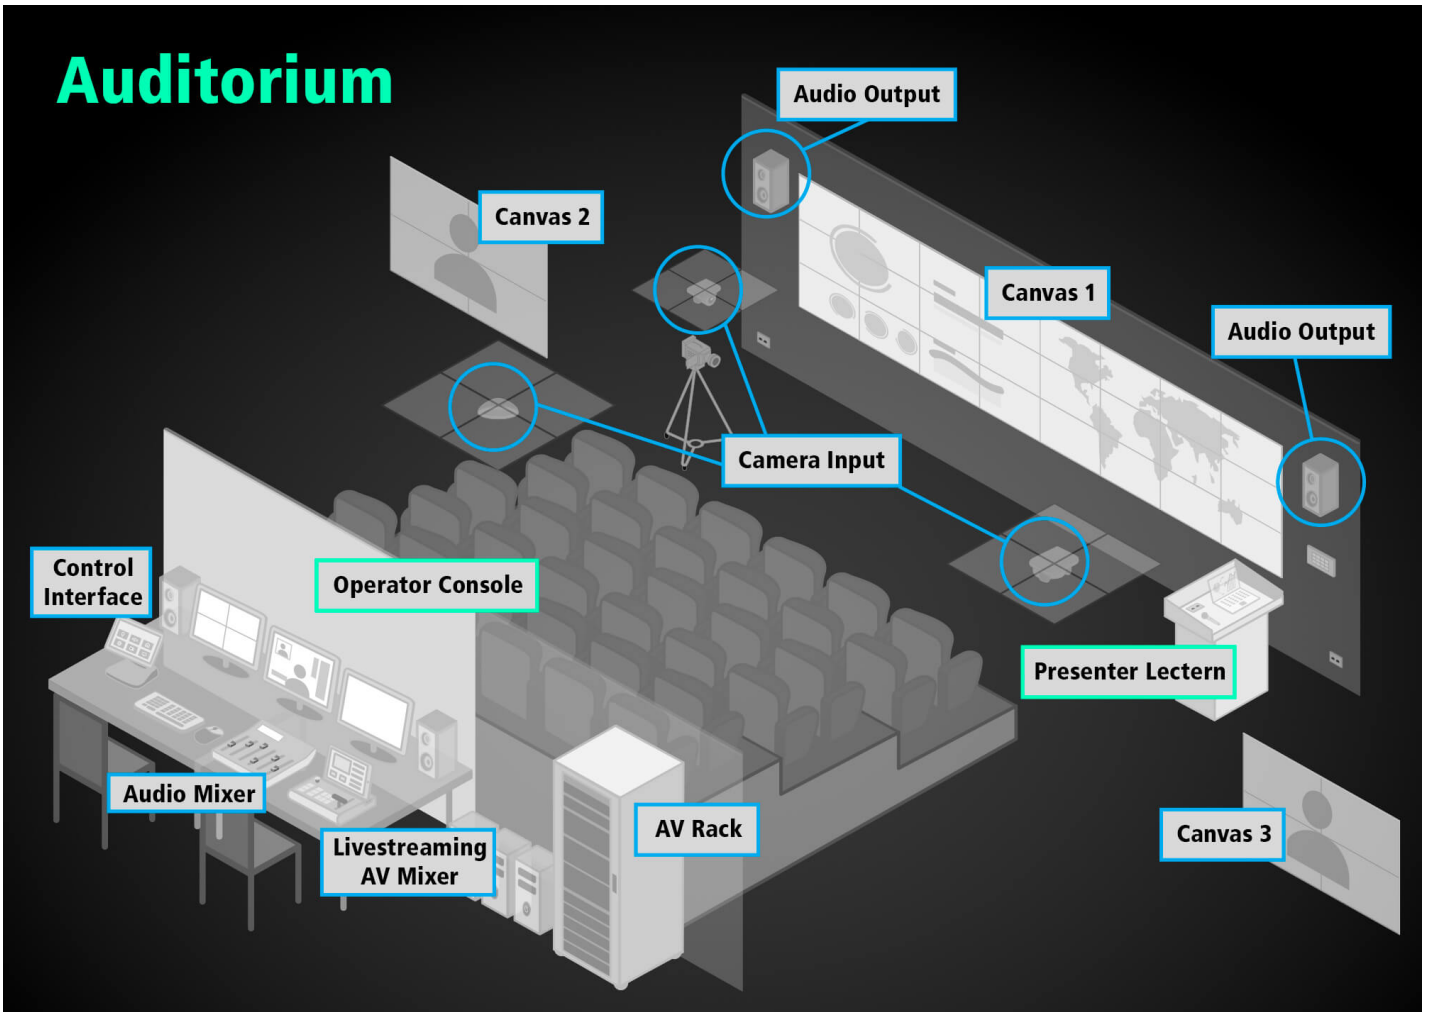 Auditorium
Audio Output
Canvas 2
Canvas 1
Audio Output
Camera Input
Control
Interface
Operator Console
Presenter Lectern
Audio Mixer
Livestreaming
AV Mixer
AV Rack
Canvas 3